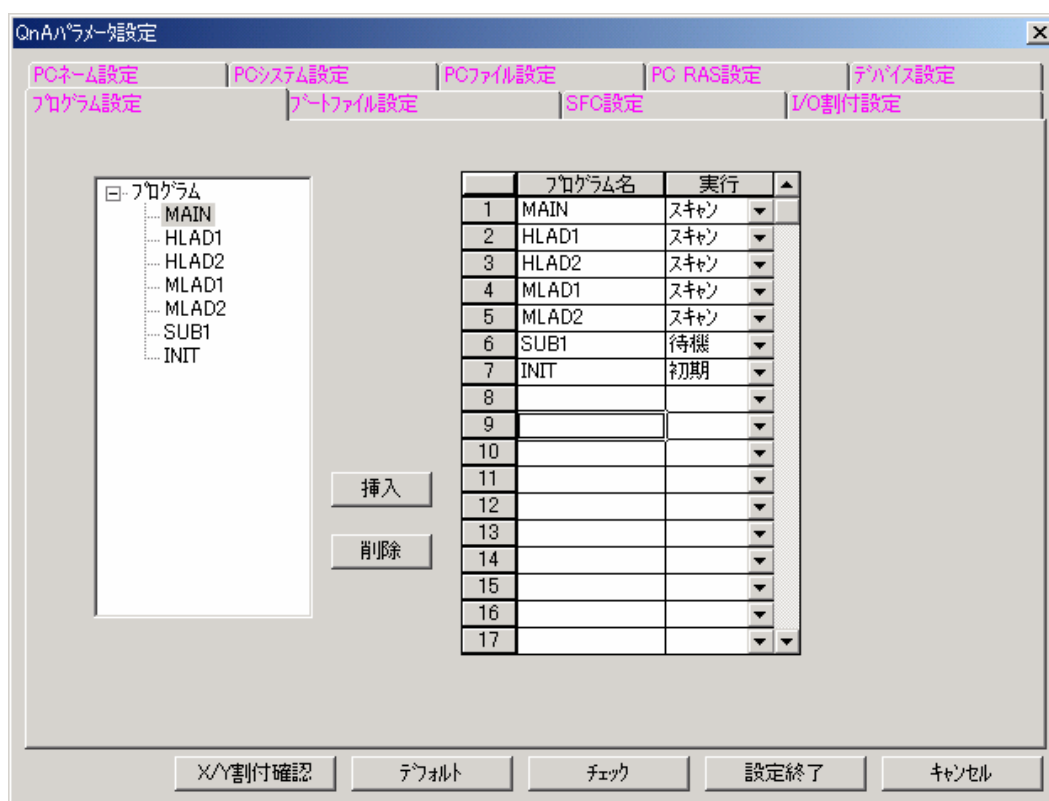 QnAﾊﾟﾗﾒｰﾀ設定
PCﾈｰﾑ設定 PCｼｽﾃﾑ設定 PCﾌｧｲﾙ設定 PC RAS設定 ﾃﾞﾊﾞｲｽ設定
ﾌﾟﾛｸﾞﾗﾑ設定 ﾌﾞｰﾄﾌｧｲﾙ設定 SFC設定 I/O割付設定
ﾌﾟﾛｸﾞﾗﾑ
MAIN
HLAD1
HLAD2
MLAD1
MLAD2
SUB1
INIT
挿入
削除
ﾌﾟﾛｸﾞﾗﾑ名 実行
1 MAIN ｽｷｬﾝ
2 HLAD1 ｽｷｬﾝ
3 HLAD2 ｽｷｬﾝ
4 MLAD1 ｽｷｬﾝ
5 MLAD2 ｽｷｬﾝ
6 SUB1 待機
7 INIT 初期
8
9
10
11
12
13
14
15
16
17
X/Y割付確認 ﾃﾞﾌｫﾙﾄ ﾁｪｯｸ 設定終了 ｷｬﾝｾﾙ